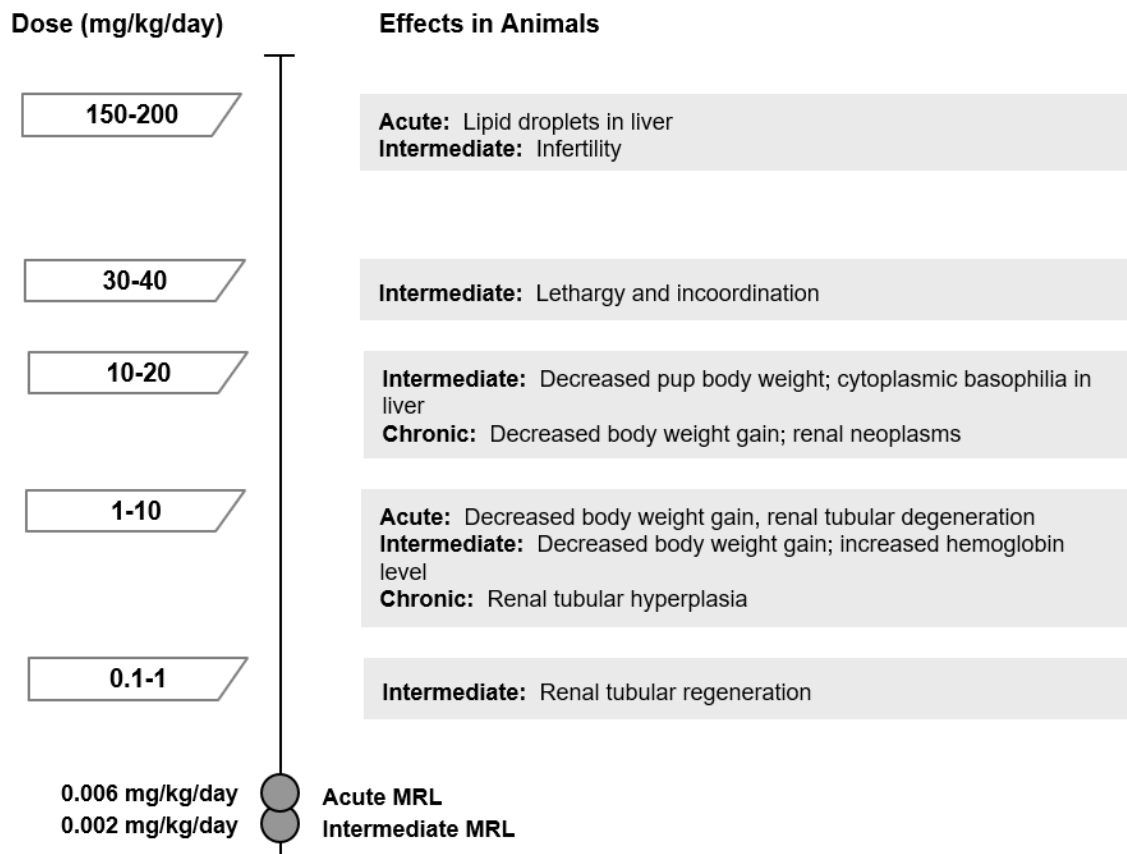 Dose (mg/kg/day) Effects in Animals
150-200
Acute: Lipid droplets in liver
Intermediate: Infertility
30-40
Intermediate: Lethargy and incoordination
10-20
Intermediate: Decreased pup body weight; cytoplasmic basophilia in
liver
Chronic: Decreased body weight gain; renal neoplasms
1-10
Acute: Decreased body weight gain, renal tubular degeneration
Intermediate: Decreased body weight gain; increased hemoglobin
level
Chronic: Renal tubular hyperplasia
0.1-1
Intermediate: Renal tubular regeneration
0.006 mg/kg/day Acute MRL
0.002 mg/kg/day Intermediate MRL